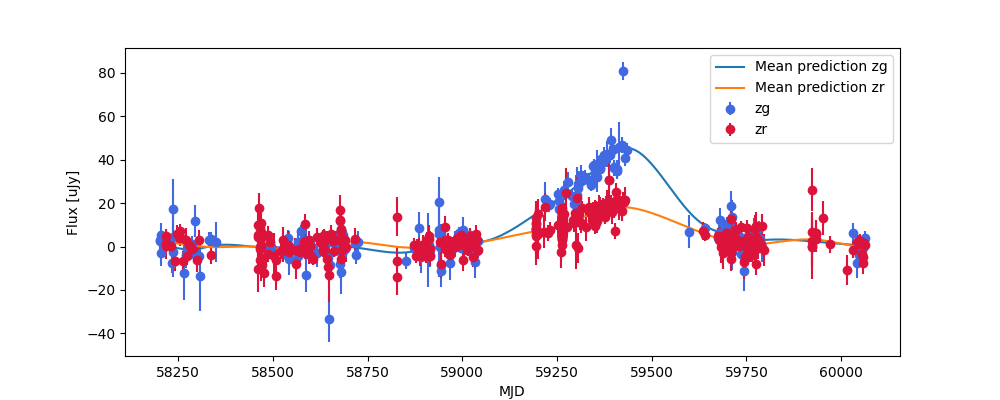 Mean prediction zg
Mean prediction zr
zg
zr
80
60
40
20
0
−20
−40
Flux [uJy]
58250
58500
58750
59000
59250
59500
59750
60000
MJD